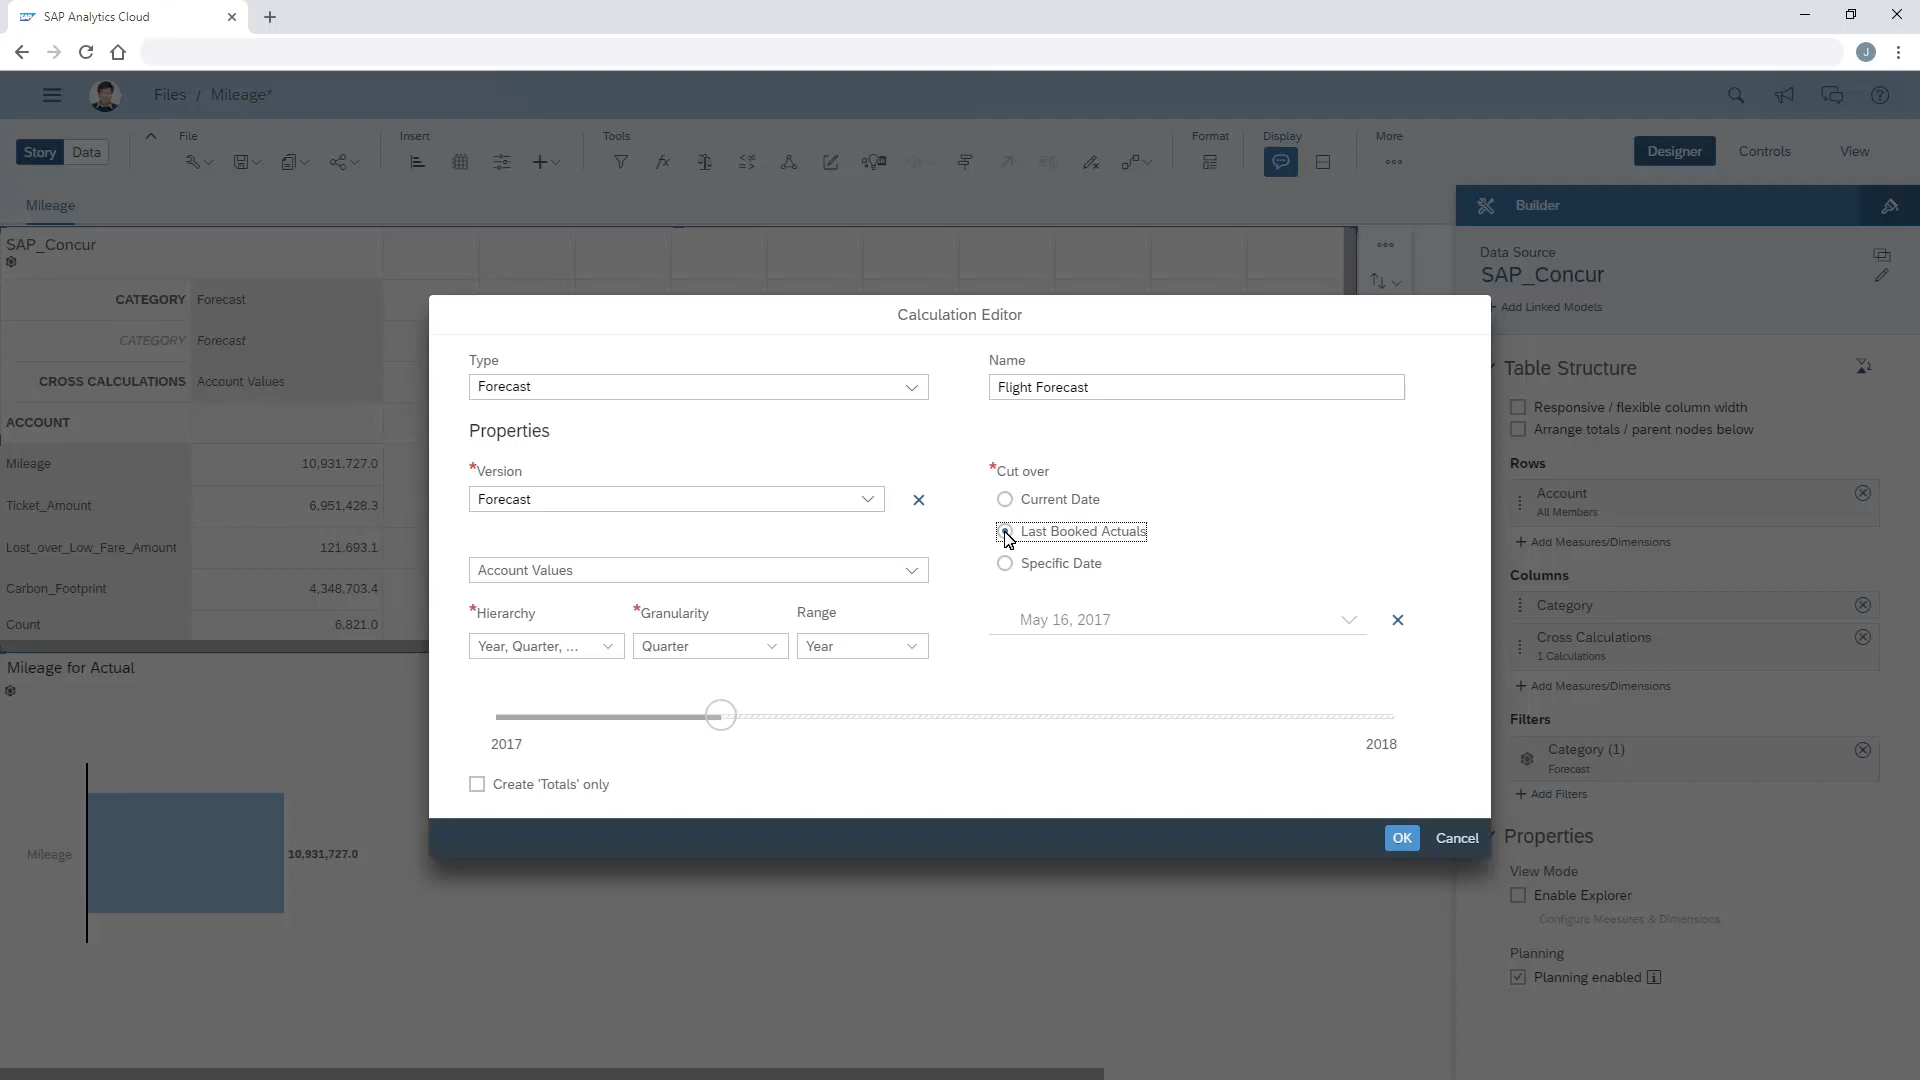 SAP Analytics Cloud
J
Files / Mileage*
Story Data
File Insert Tools Format Display More
Designer Controls View
Mileage
Builder
SAP_Concur
Data Source
SAP_Concur
Add Linked Models
CATEGORY Forecast
CATEGORY Forecast
CROSS CALCULATIONS Account Values
ACCOUNT
Mileage 10,931,727.0
Ticket_Amount 6,951,428.3
Lost_over_Low_Fare_Amount 121,693.1
Carbon_Footprint 4,348,703.4
Count 6,821.0
Mileage for Actual
Mileage 10,931,727.0
Calculation Editor
Type Name
Forecast Flight Forecast
Properties
*Version *Cut over
Forecast Current Date
Last Booked Actuals
Account Values Specific Date
*Hierarchy *Granularity Range May 16, 2017
Year, Quarter, ... Quarter Year
2017 2018
Create 'Totals' only
OK Cancel
Table Structure
Responsive / flexible column width
Arrange totals / parent nodes below
Rows
Account
All Members
+ Add Measures/Dimensions
Columns
Category
Cross Calculations
1 Calculations
+ Add Measures/Dimensions
Filters
Category (1)
Forecast
+ Add Filters
Properties
View Mode
Enable Explorer
Configure Measures & Dimensions
Planning
Planning enabled